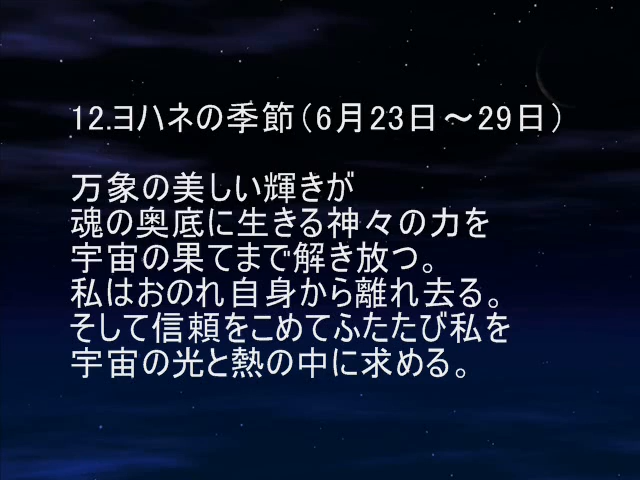 12.ヨハネの季節（6月23日～29日）
万象の美しい輝きが
魂の奥底に生きる神々の力を
宇宙の果てまで解き放つ。
私はおのれ自身から離れ去る。
そして信頼をこめてふたたび私を
宇宙の光と熱の中に求める。